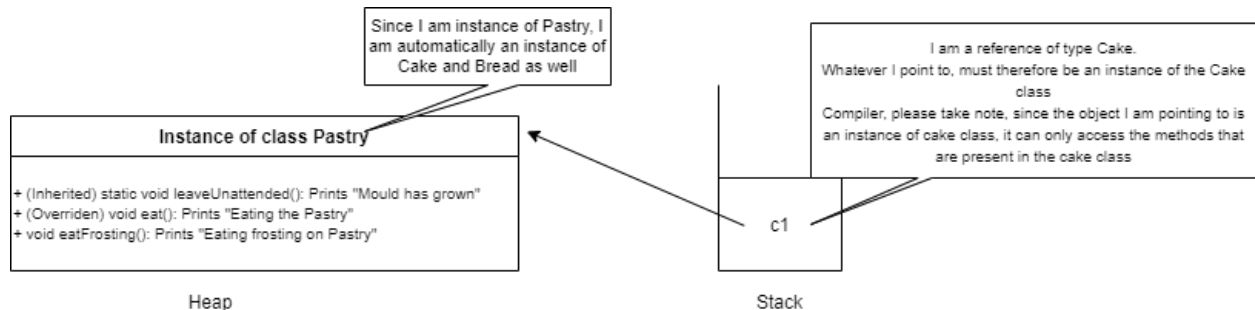 Since I am instance of Pastry, I
am automatically an instance of
Cake and Bread as well
I am a reference of type Cake.
Whatever I point to, must therefore be an instance of the Cake
class
Compiler, please take note, since the object I am pointing to is
an instance of cake class, it can only access the methods that
are present in the cake class
Instance of class Pastry
+ (Inherited) static void leaveUnattended(): Prints "Mould has grown"
+ (Overriden) void eat(): Prints "Eating the Pastry"
+ void eatFrosting(): Prints "Eating frosting on Pastry"
c1
Heap
Stack